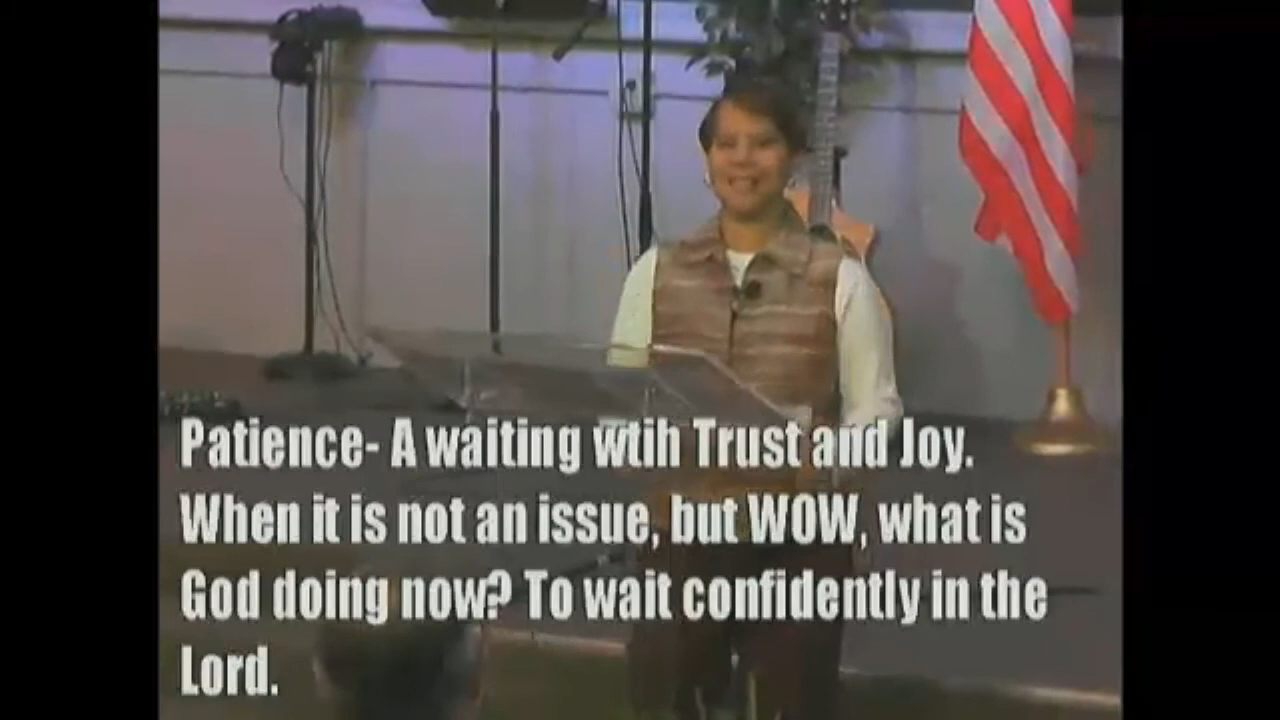 Patience- A waiting wtih Trust and Joy.
When it is not an issue, but WOW, what is
God doing now? To wait confidently in the
Lord.